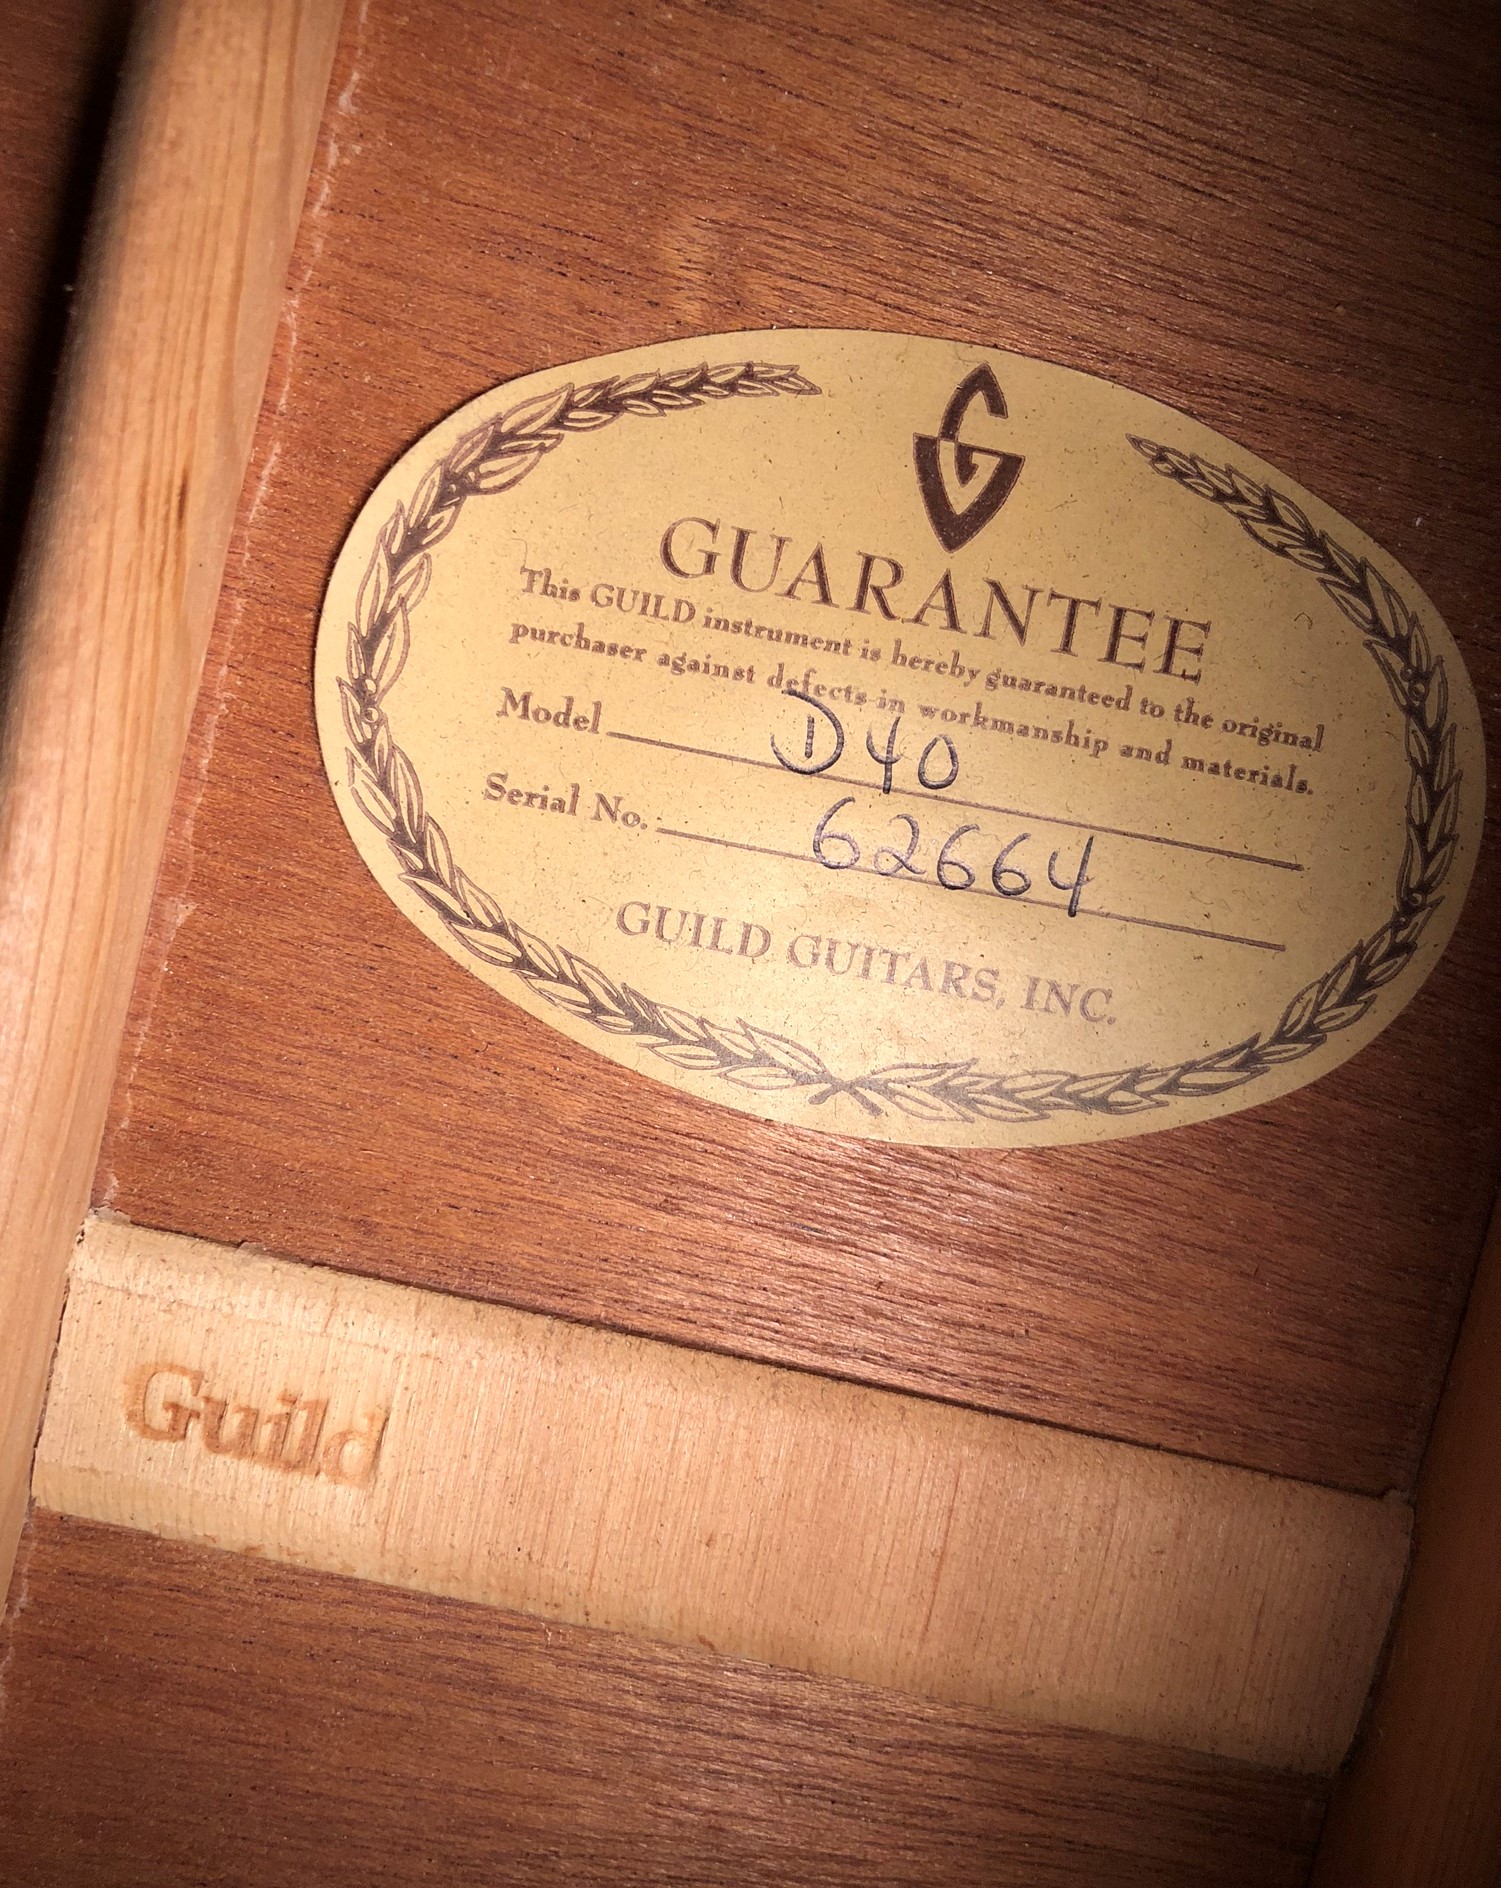 G
GUARANTEE
This GUILD instrument is hereby guaranteed to the original
purchaser against defects in workmanship and materials.
Model D40
Serial No. 62664
GUILD GUITARS, INC.
Guild